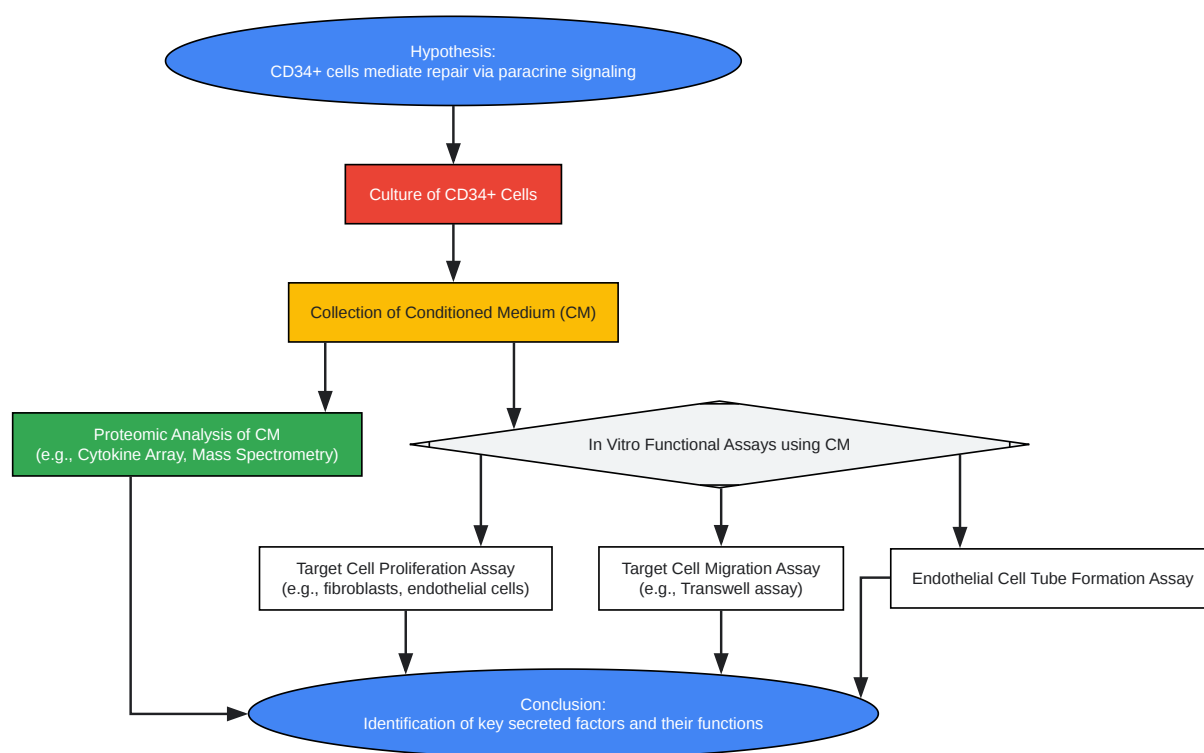 Hypothesis:
CD34+ cells mediate repair via paracrine signaling
Culture of CD34+ Cells
Collection of Conditioned Medium (CM)
Proteomic Analysis of CM
(e.g., Cytokine Array, Mass Spectrometry)
In Vitro Functional Assays using CM
Target Cell Proliferation Assay
(e.g., fibroblasts, endothelial cells)
Target Cell Migration Assay
(e.g., Transwell assay)
Endothelial Cell Tube Formation Assay
Conclusion:
Identification of key secreted factors and their functions